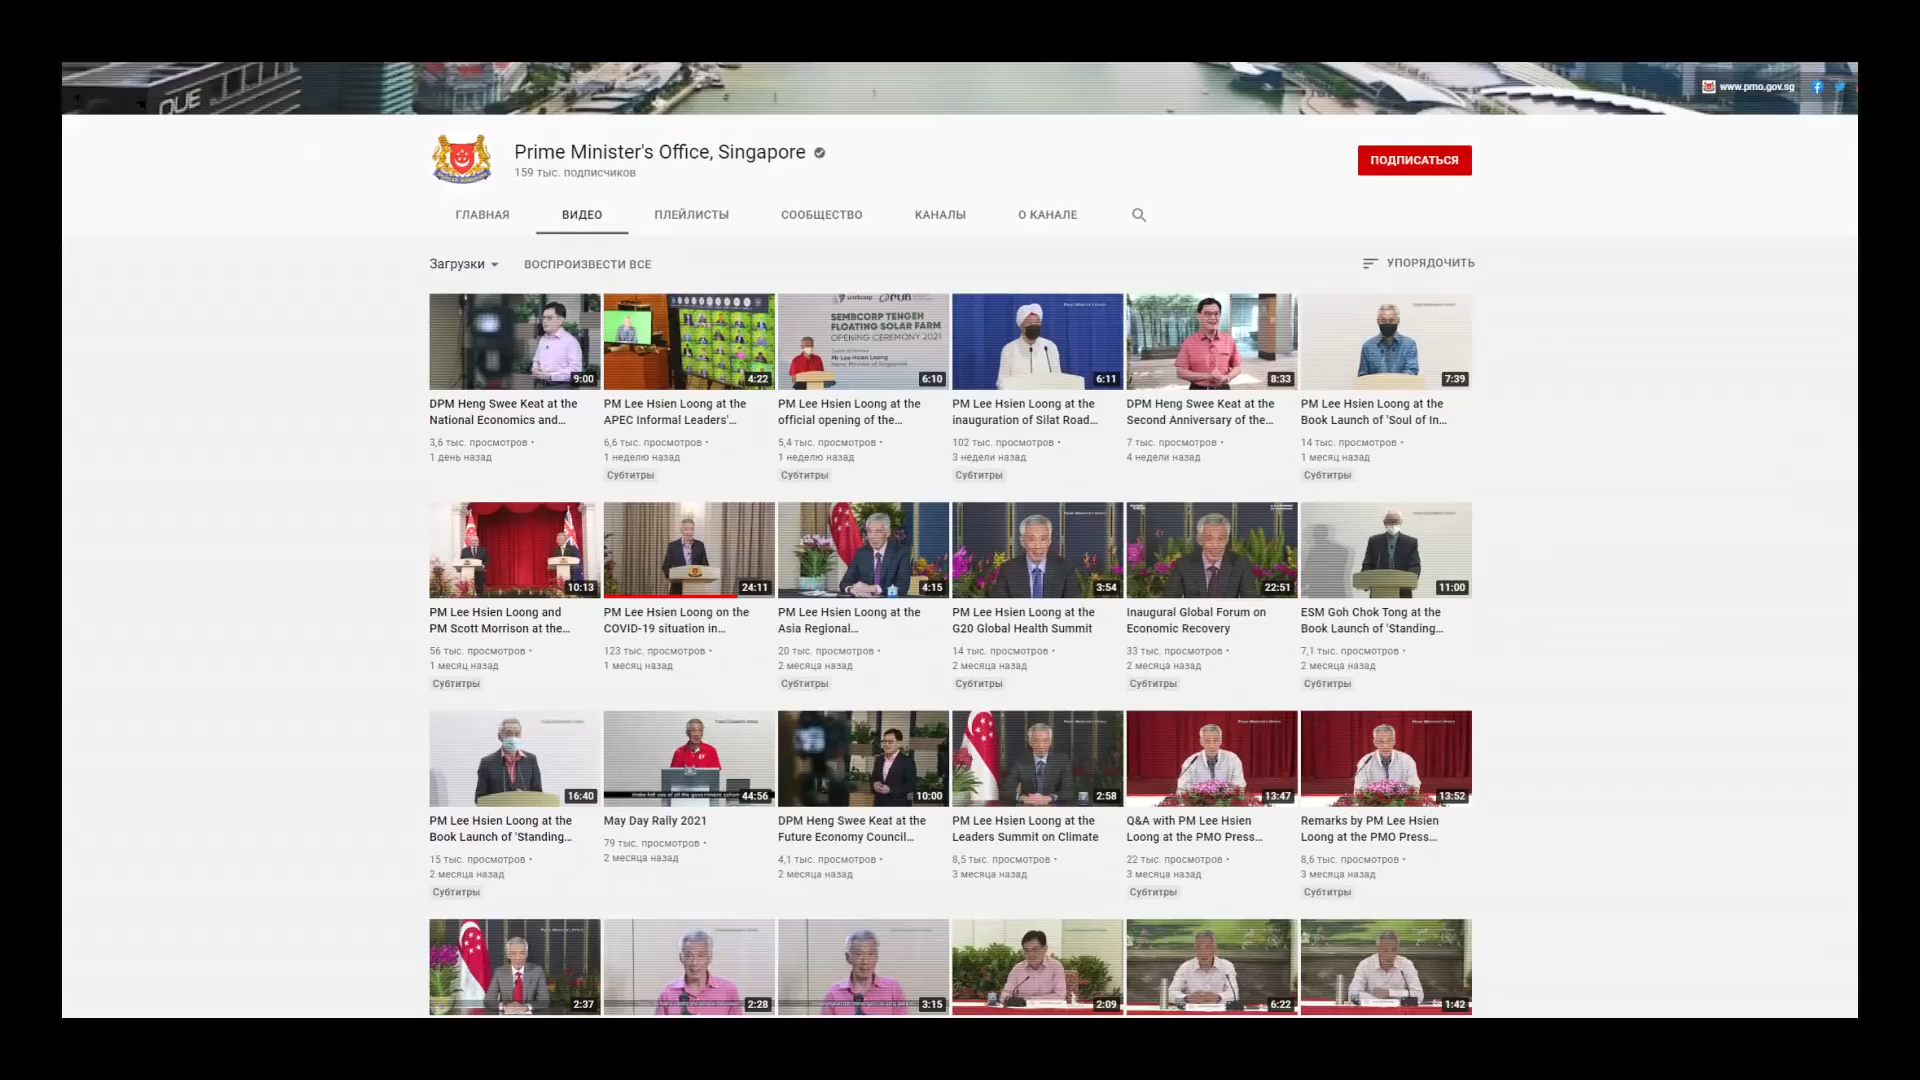 OUE
www.pmo.gov.sg
Prime Minister's Office, Singapore
159 тыс. подписчиков
ПОДПИСАТЬСЯ
ГЛАВНАЯ ВИДЕО ПЛЕЙЛИСТЫ СООБЩЕСТВО КАНАЛЫ О КАНАЛЕ
Загрузки ВОСПРОИЗВЕСТИ ВСЕ УПОРЯДОЧИТЬ
sembcorp PUB
SEMBCORP TENGEH
FLOATING SOLAR FARM
OPENING CEREMONY 2021
Mr Lee Hsien Loong
Prime Minister of Singapore
9:00 4:22 6:10 6:11 8:33 7:39
DPM Heng Swee Keat at the
National Economics and...
3,6 тыс. просмотров •
1 день назад
PM Lee Hsien Loong at the
APEC Informal Leaders'...
6,6 тыс. просмотров •
1 неделю назад
Субтитры
PM Lee Hsien Loong at the
official opening of the...
5,4 тыс. просмотров •
1 неделю назад
Субтитры
PM Lee Hsien Loong at the
inauguration of Silat Road...
102 тыс. просмотров •
3 недели назад
Субтитры
DPM Heng Swee Keat at the
Second Anniversary of the...
7 тыс. просмотров •
4 недели назад
PM Lee Hsien Loong at the
Book Launch of 'Soul of In...
14 тыс. просмотров •
1 месяц назад
Субтитры
10:13 24:11 4:15 3:54 22:51 11:00
PM Lee Hsien Loong and
PM Scott Morrison at the...
56 тыс. просмотров •
1 месяц назад
Субтитры
PM Lee Hsien Loong on the
COVID-19 situation in...
123 тыс. просмотров •
1 месяц назад
PM Lee Hsien Loong at the
Asia Regional...
20 тыс. просмотров •
2 месяца назад
Субтитры
PM Lee Hsien Loong at the
G20 Global Health Summit
14 тыс. просмотров •
2 месяца назад
Субтитры
Inaugural Global Forum on
Economic Recovery
33 тыс. просмотров •
2 месяца назад
Субтитры
ESM Goh Chok Tong at the
Book Launch of 'Standing...
7,1 тыс. просмотров •
2 месяца назад
Субтитры
make full use of all the government
16:40 44:56 10:00 2:58 13:47 13:52
PM Lee Hsien Loong at the
Book Launch of 'Standing...
15 тыс. просмотров •
2 месяца назад
Субтитры
May Day Rally 2021
79 тыс. просмотров •
2 месяца назад
DPM Heng Swee Keat at the
Future Economy Council...
4,1 тыс. просмотров •
2 месяца назад
PM Lee Hsien Loong at the
Leaders Summit on Climate
8,5 тыс. просмотров •
3 месяца назад
Q&A with PM Lee Hsien
Loong at the PMO Press...
22 тыс. просмотров •
3 месяца назад
Субтитры
Remarks by PM Lee Hsien
Loong at the PMO Press...
8,6 тыс. просмотров •
3 месяца назад
Субтитры
2:37 2:28 3:15 2:09 6:22 1:42